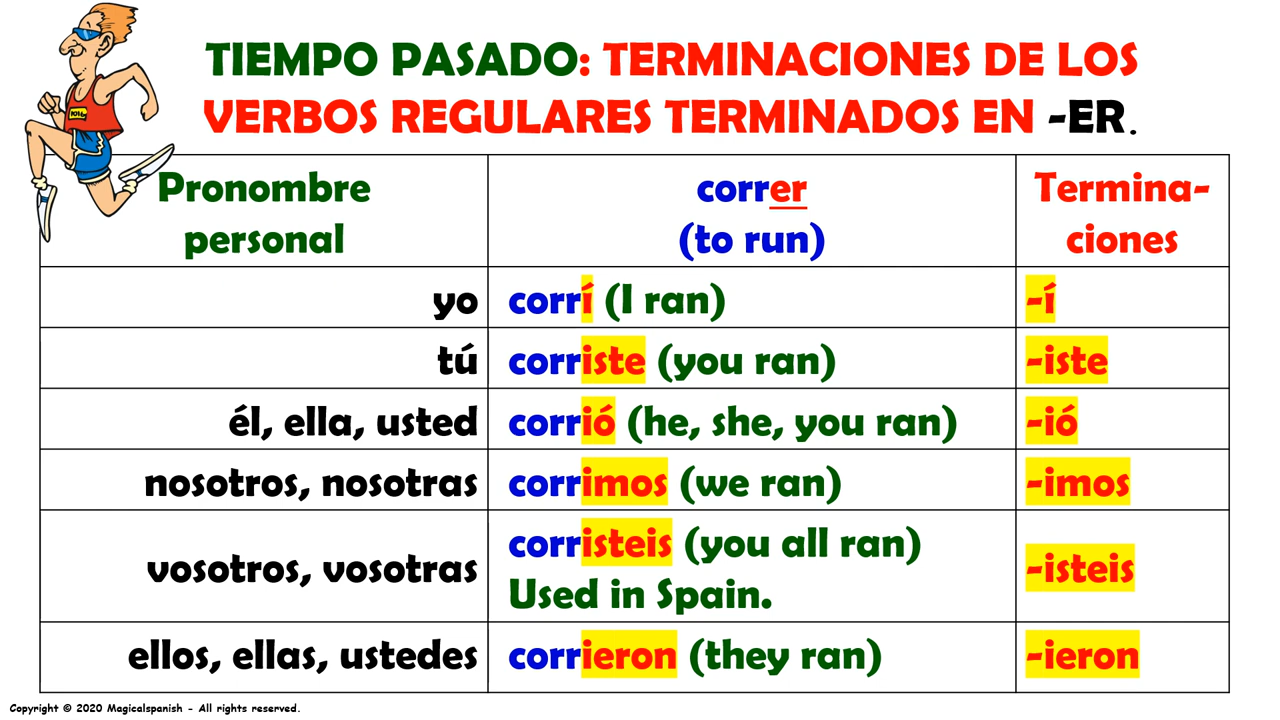 TIEMPO PASADO: TERMINACIONES DE LOS
VERBOS REGULARES TERMINADOS EN -ER.
Pronombre
personal
correr
(to run)
Termina-
ciones
yo
corrí (I ran)
-í
tú
corriste (you ran)
-iste
él, ella, usted
corrió (he, she, you ran)
-ió
nosotros, nosotras
corrimos (we ran)
-imos
vosotros, vosotras
corristeis (you all ran)
Used in Spain.
-isteis
ellos, ellas, ustedes
corrieron (they ran)
-ieron
Copyright © 2020 Magicalspanish - All rights reserved.